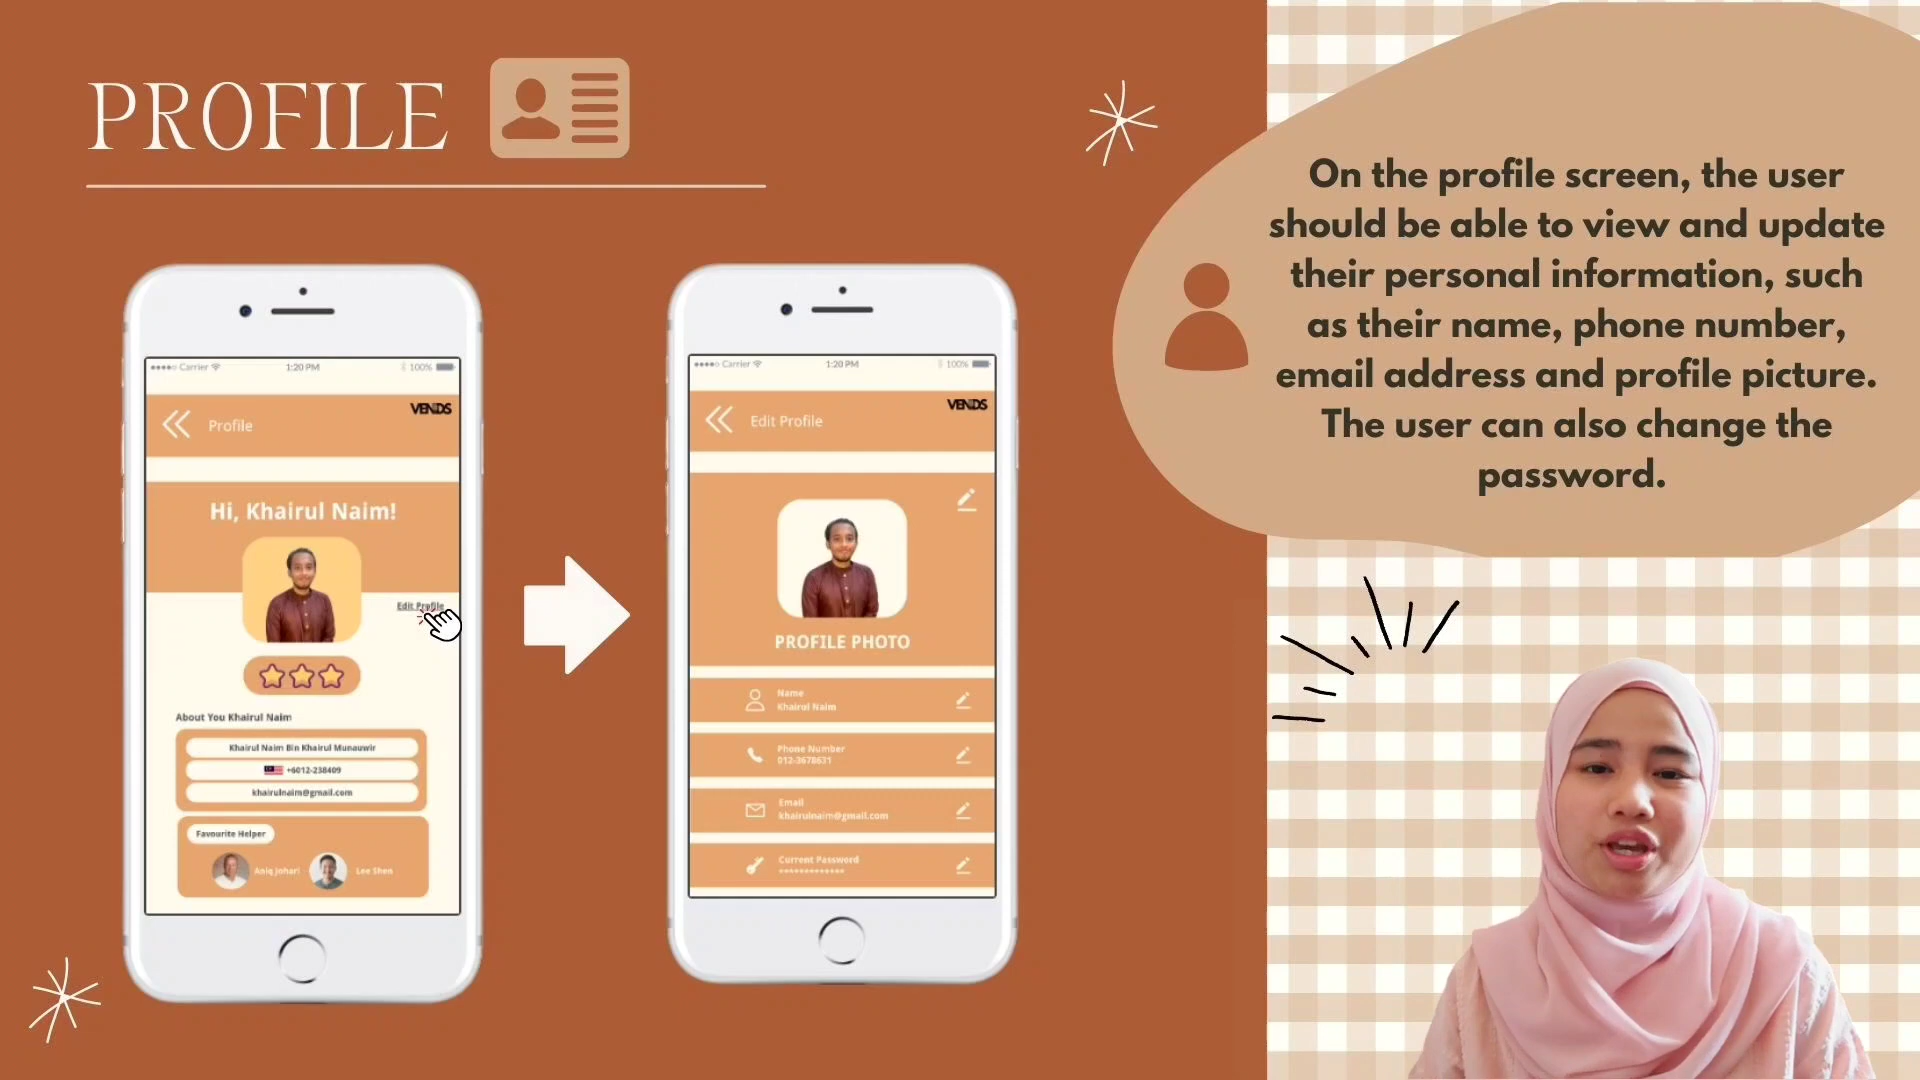 PROFILE
On the profile screen, the user
should be able to view and update
their personal information, such
as their name, phone number,
email address and profile picture.
The user can also change the
password.
Carrier 1:20 PM 100%
VENDS
Profile
Hi, Khairul Naim!
Edit Profile
About You Khairul Naim
Khairul Naim Bin Khairul Munauwir
+6012-238409
khairulnaim@gmail.com
Favourite Helper
Aniq Johari Lee Shen
Carrier 1:20 PM 100%
VENDS
Edit Profile
PROFILE PHOTO
Name
Khairul Naim
Phone Number
012-3678631
Email
khairulnaim@gmail.com
Current Password
*************